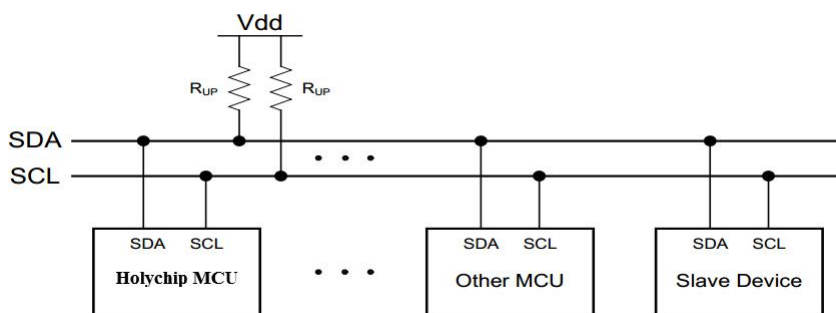 Vdd
RUP RUP
SDA
SCL
SDA SCL SDA SCL SDA SCL
Holychip MCU Other MCU Slave Device